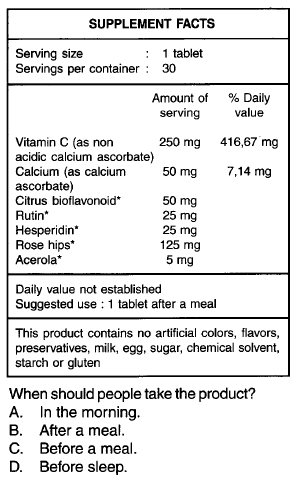 SUPPLEMENT FACTS
Serving size : 1 tablet
Servings per container : 30
Amount of % Daily
serving value
Vitamin C (as non 250 mg 416,67 mg
acidic calcium ascorbate)
Calcium (as calcium 50 mg 7,14 mg
ascorbate)
Citrus bioflavonoid* 50 mg
Rutin* 25 mg
Hesperidin* 25 mg
Rose hips* 125 mg
Acerola* 5 mg
Daily value not established
Suggested use : 1 tablet after a meal
This product contains no artificial colors, flavors,
preservatives, milk, egg, sugar, chemical solvent,
starch or gluten
When should people take the product?
A. In the morning.
B. After a meal.
C. Before a meal.
D. Before sleep.